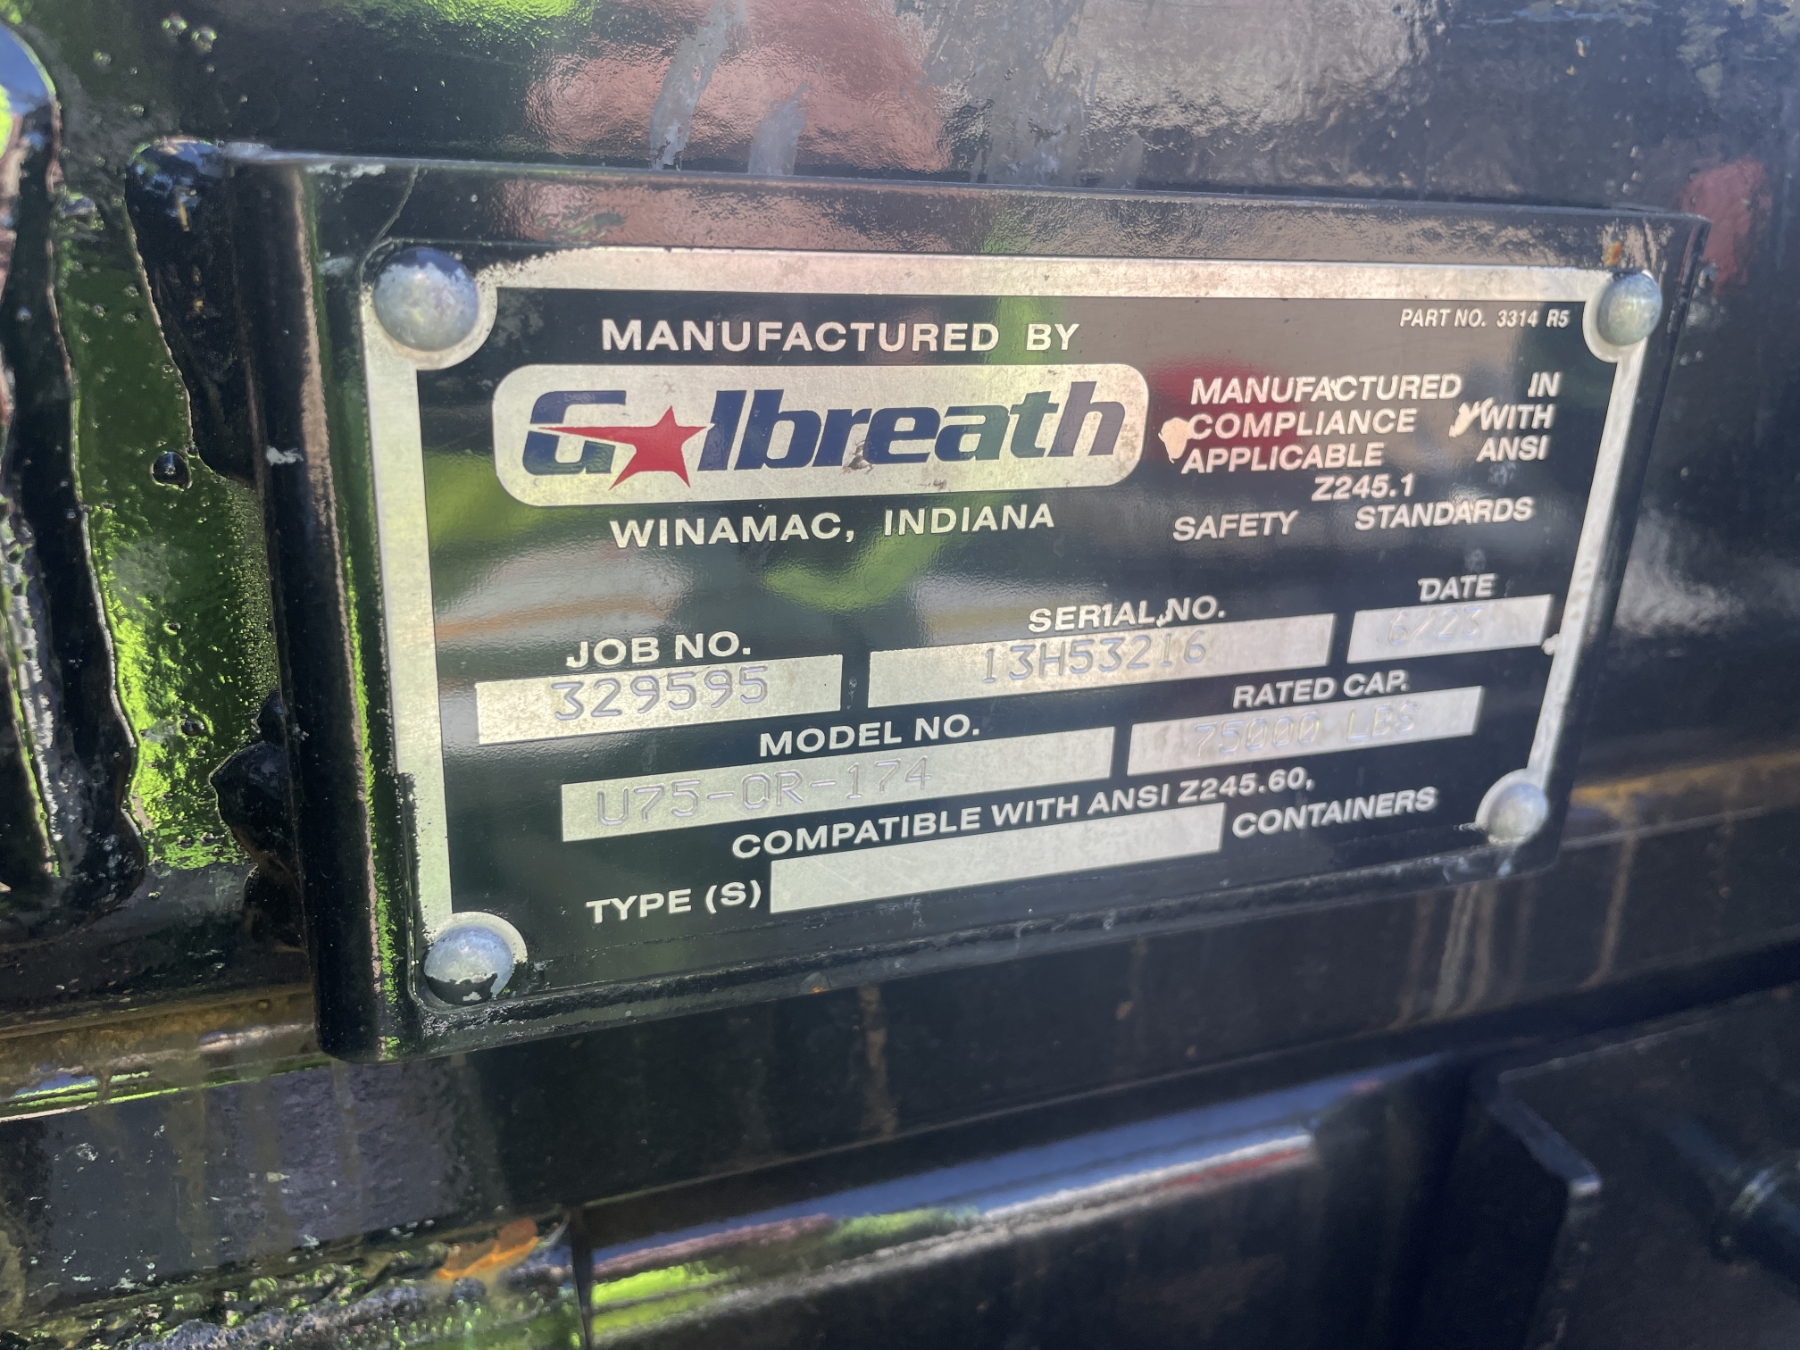 PART NO. 3314 R5
MANUFACTURED BY
Galbreath
WINAMAC, INDIANA
MANUFACTURED IN
COMPLIANCE WITH
APPLICABLE ANSI
Z245.1
SAFETY STANDARDS
JOB NO. SERIAL NO. DATE
329595 13H53216 6/23
MODEL NO. RATED CAP.
U75-OR-174 75000 LBS
COMPATIBLE WITH ANSI Z245.60,
TYPE (S) CONTAINERS